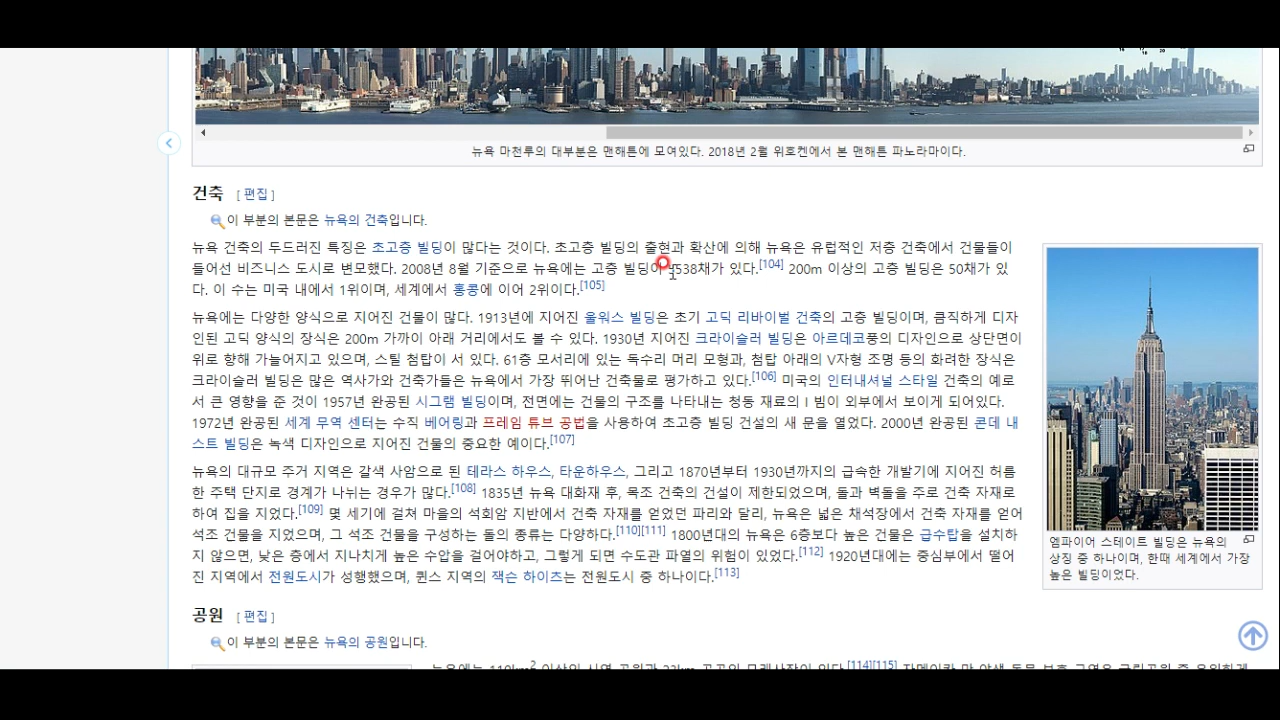 뉴욕 마천루의 대부분은 맨해튼에 모여있다. 2018년 2월 위호켄에서 본 맨해튼 파노라마이다.
건축 [ 편집 ]
이 부분의 본문은 뉴욕의 건축입니다.
뉴욕 건축의 두드러진 특징은 초고층 빌딩이 많다는 것이다. 초고층 빌딩의 출현과 확산에 의해 뉴욕은 유럽적인 저층 건축에서 건물들이
들어선 비즈니스 도시로 변모했다. 2008년 8월 기준으로 뉴욕에는 고층 빌딩이 5538채가 있다.[104] 200m 이상의 고층 빌딩은 50채가 있
다. 이 수는 미국 내에서 1위이며, 세계에서 홍콩에 이어 2위이다.[105]
뉴욕에는 다양한 양식으로 지어진 건물이 많다. 1913년에 지어진 울워스 빌딩은 초기 고딕 리바이벌 건축의 고층 빌딩이며, 큼직하게 디자
인된 고딕 양식의 장식은 200m 가까이 아래 거리에서도 볼 수 있다. 1930년 지어진 크라이슬러 빌딩은 아르데코풍의 디자인으로 상단면이
위로 향해 가늘어지고 있으며, 스틸 첨탑이 서 있다. 61층 모서리에 있는 독수리 머리 모형과, 첨탑 아래의 V자형 조명 등의 화려한 장식은
크라이슬러 빌딩은 많은 역사가와 건축가들은 뉴욕에서 가장 뛰어난 건축물로 평가하고 있다.[106] 미국의 인터내셔널 스타일 건축의 예로
서 큰 영향을 준 것이 1957년 완공된 시그램 빌딩이며, 전면에는 건물의 구조를 나타내는 청동 재료의 I 빔이 외부에서 보이게 되어있다.
1972년 완공된 세계 무역 센터는 수직 베어링과 프레임 튜브 공법을 사용하여 초고층 빌딩 건설의 새 문을 열었다. 2000년 완공된 콘데 내
스트 빌딩은 녹색 디자인으로 지어진 건물의 중요한 예이다.[107]
뉴욕의 대규모 주거 지역은 갈색 사암으로 된 테라스 하우스, 타운하우스, 그리고 1870년부터 1930년까지의 급속한 개발기에 지어진 허름
한 주택 단지로 경계가 나뉘는 경우가 많다.[108] 1835년 뉴욕 대화재 후, 목조 건축의 건설이 제한되었으며, 돌과 벽돌을 주로 건축 자재로
하여 집을 지었다.[109] 몇 세기에 걸쳐 마을의 석회암 지반에서 건축 자재를 얻었던 파리와 달리, 뉴욕은 넓은 채석장에서 건축 자재를 얻어
석조 건물을 지었으며, 그 석조 건물을 구성하는 돌의 종류는 다양하다.[110][111] 1800년대의 뉴욕은 6층보다 높은 건물은 급수탑을 설치하
지 않으면, 낮은 층에서 지나치게 높은 수압을 걸어야하고, 그렇게 되면 수도관 파열의 위험이 있었다.[112] 1920년대에는 중심부에서 떨어
진 지역에서 전원도시가 성행했으며, 퀸스 지역의 잭슨 하이츠는 전원도시 중 하나이다.[113]
엠파이어 스테이트 빌딩은 뉴욕의
상징 중 하나이며, 한때 세계에서 가장
높은 빌딩이었다.
공원 [ 편집 ]
이 부분의 본문은 뉴욕의 공원입니다.